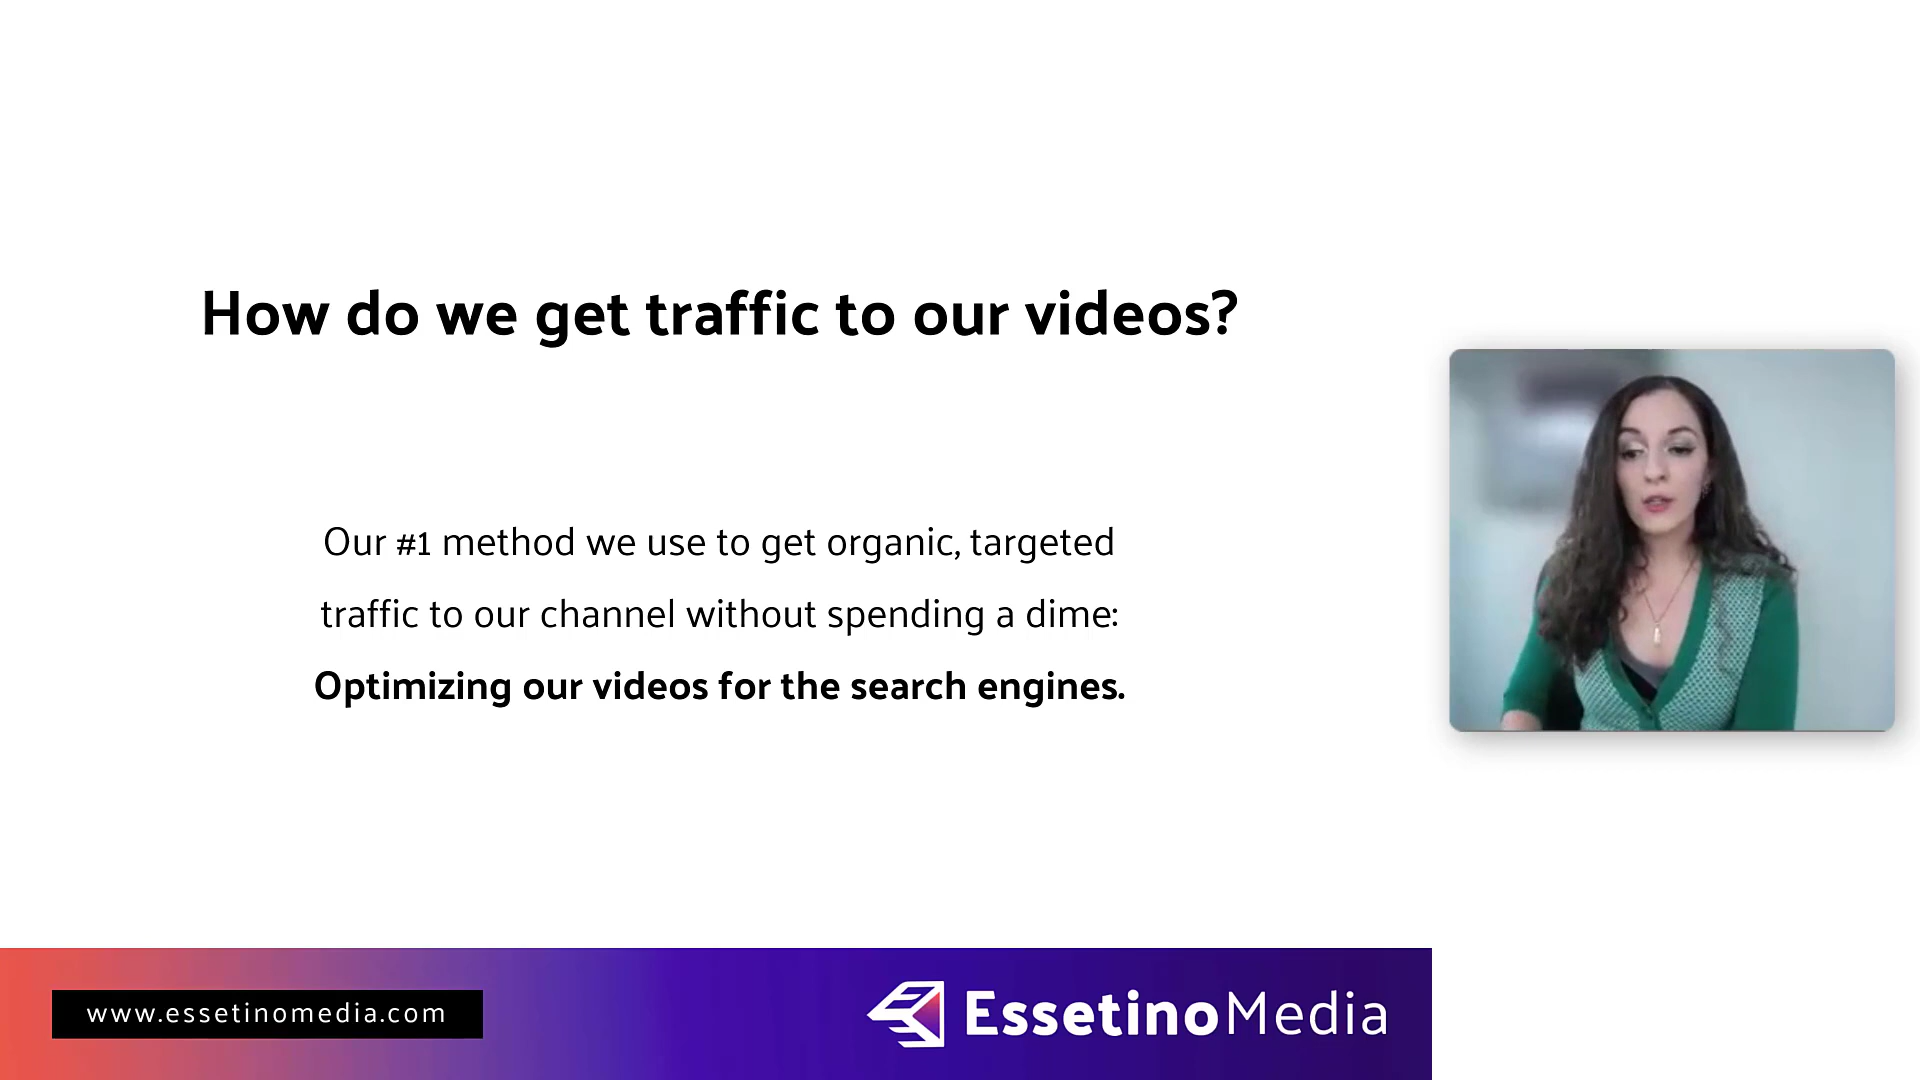 How do we get traffic to our videos?
Our #1 method we use to get organic, targeted
traffic to our channel without spending a dime:
Optimizing our videos for the search engines.
www.essetinomedia.com
EssetinoMedia